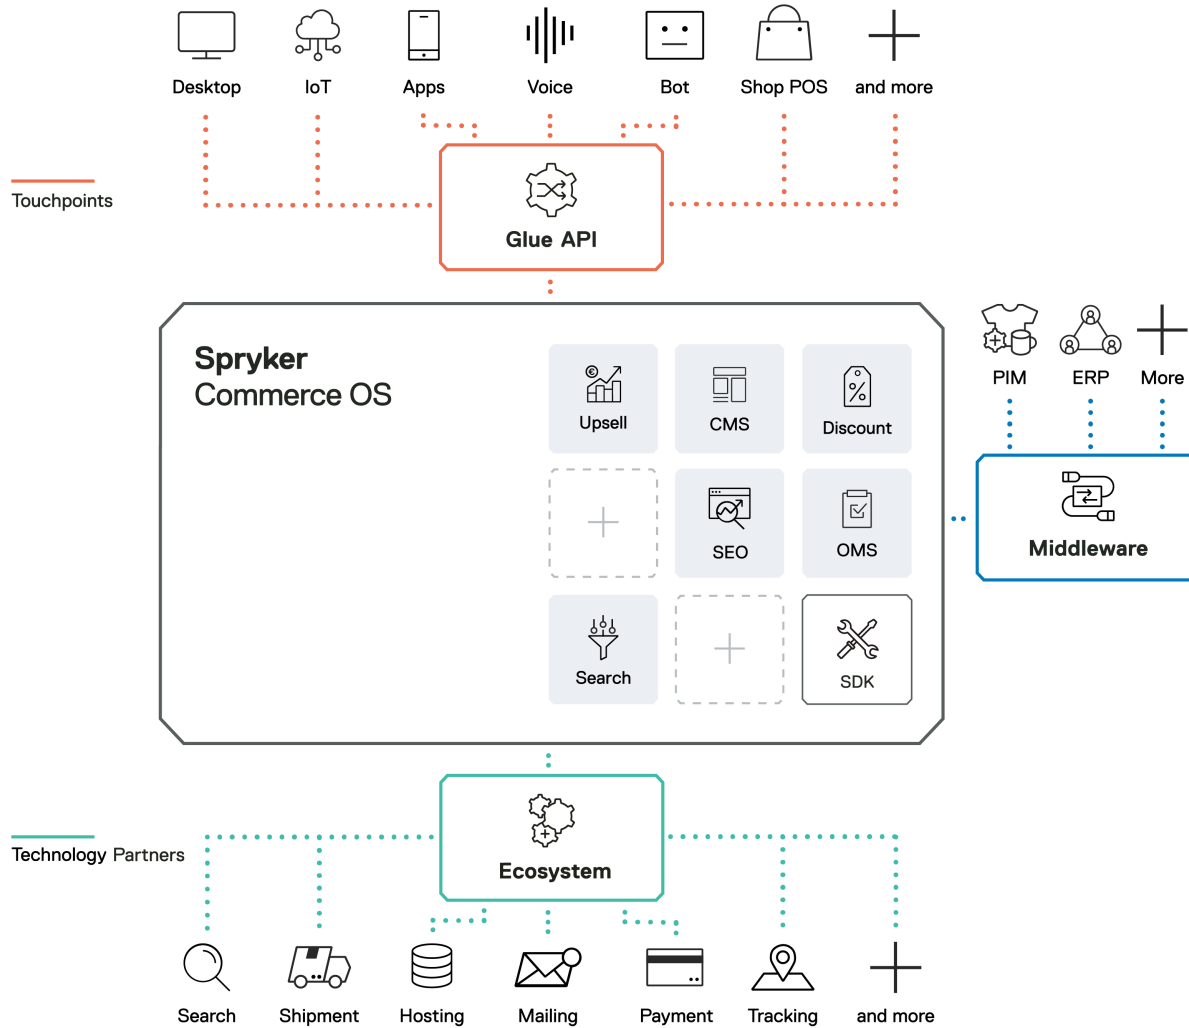 Desktop
IoT
Apps
Voice
Bot
Shop POS
and more
Touchpoints
Glue API
Spryker
Commerce OS
Upsell
CMS
Discount
SEO
OMS
Search
SDK
PIM
ERP
More
Middleware
Technology Partners
Ecosystem
Search
Shipment
Hosting
Mailing
Payment
Tracking
and more